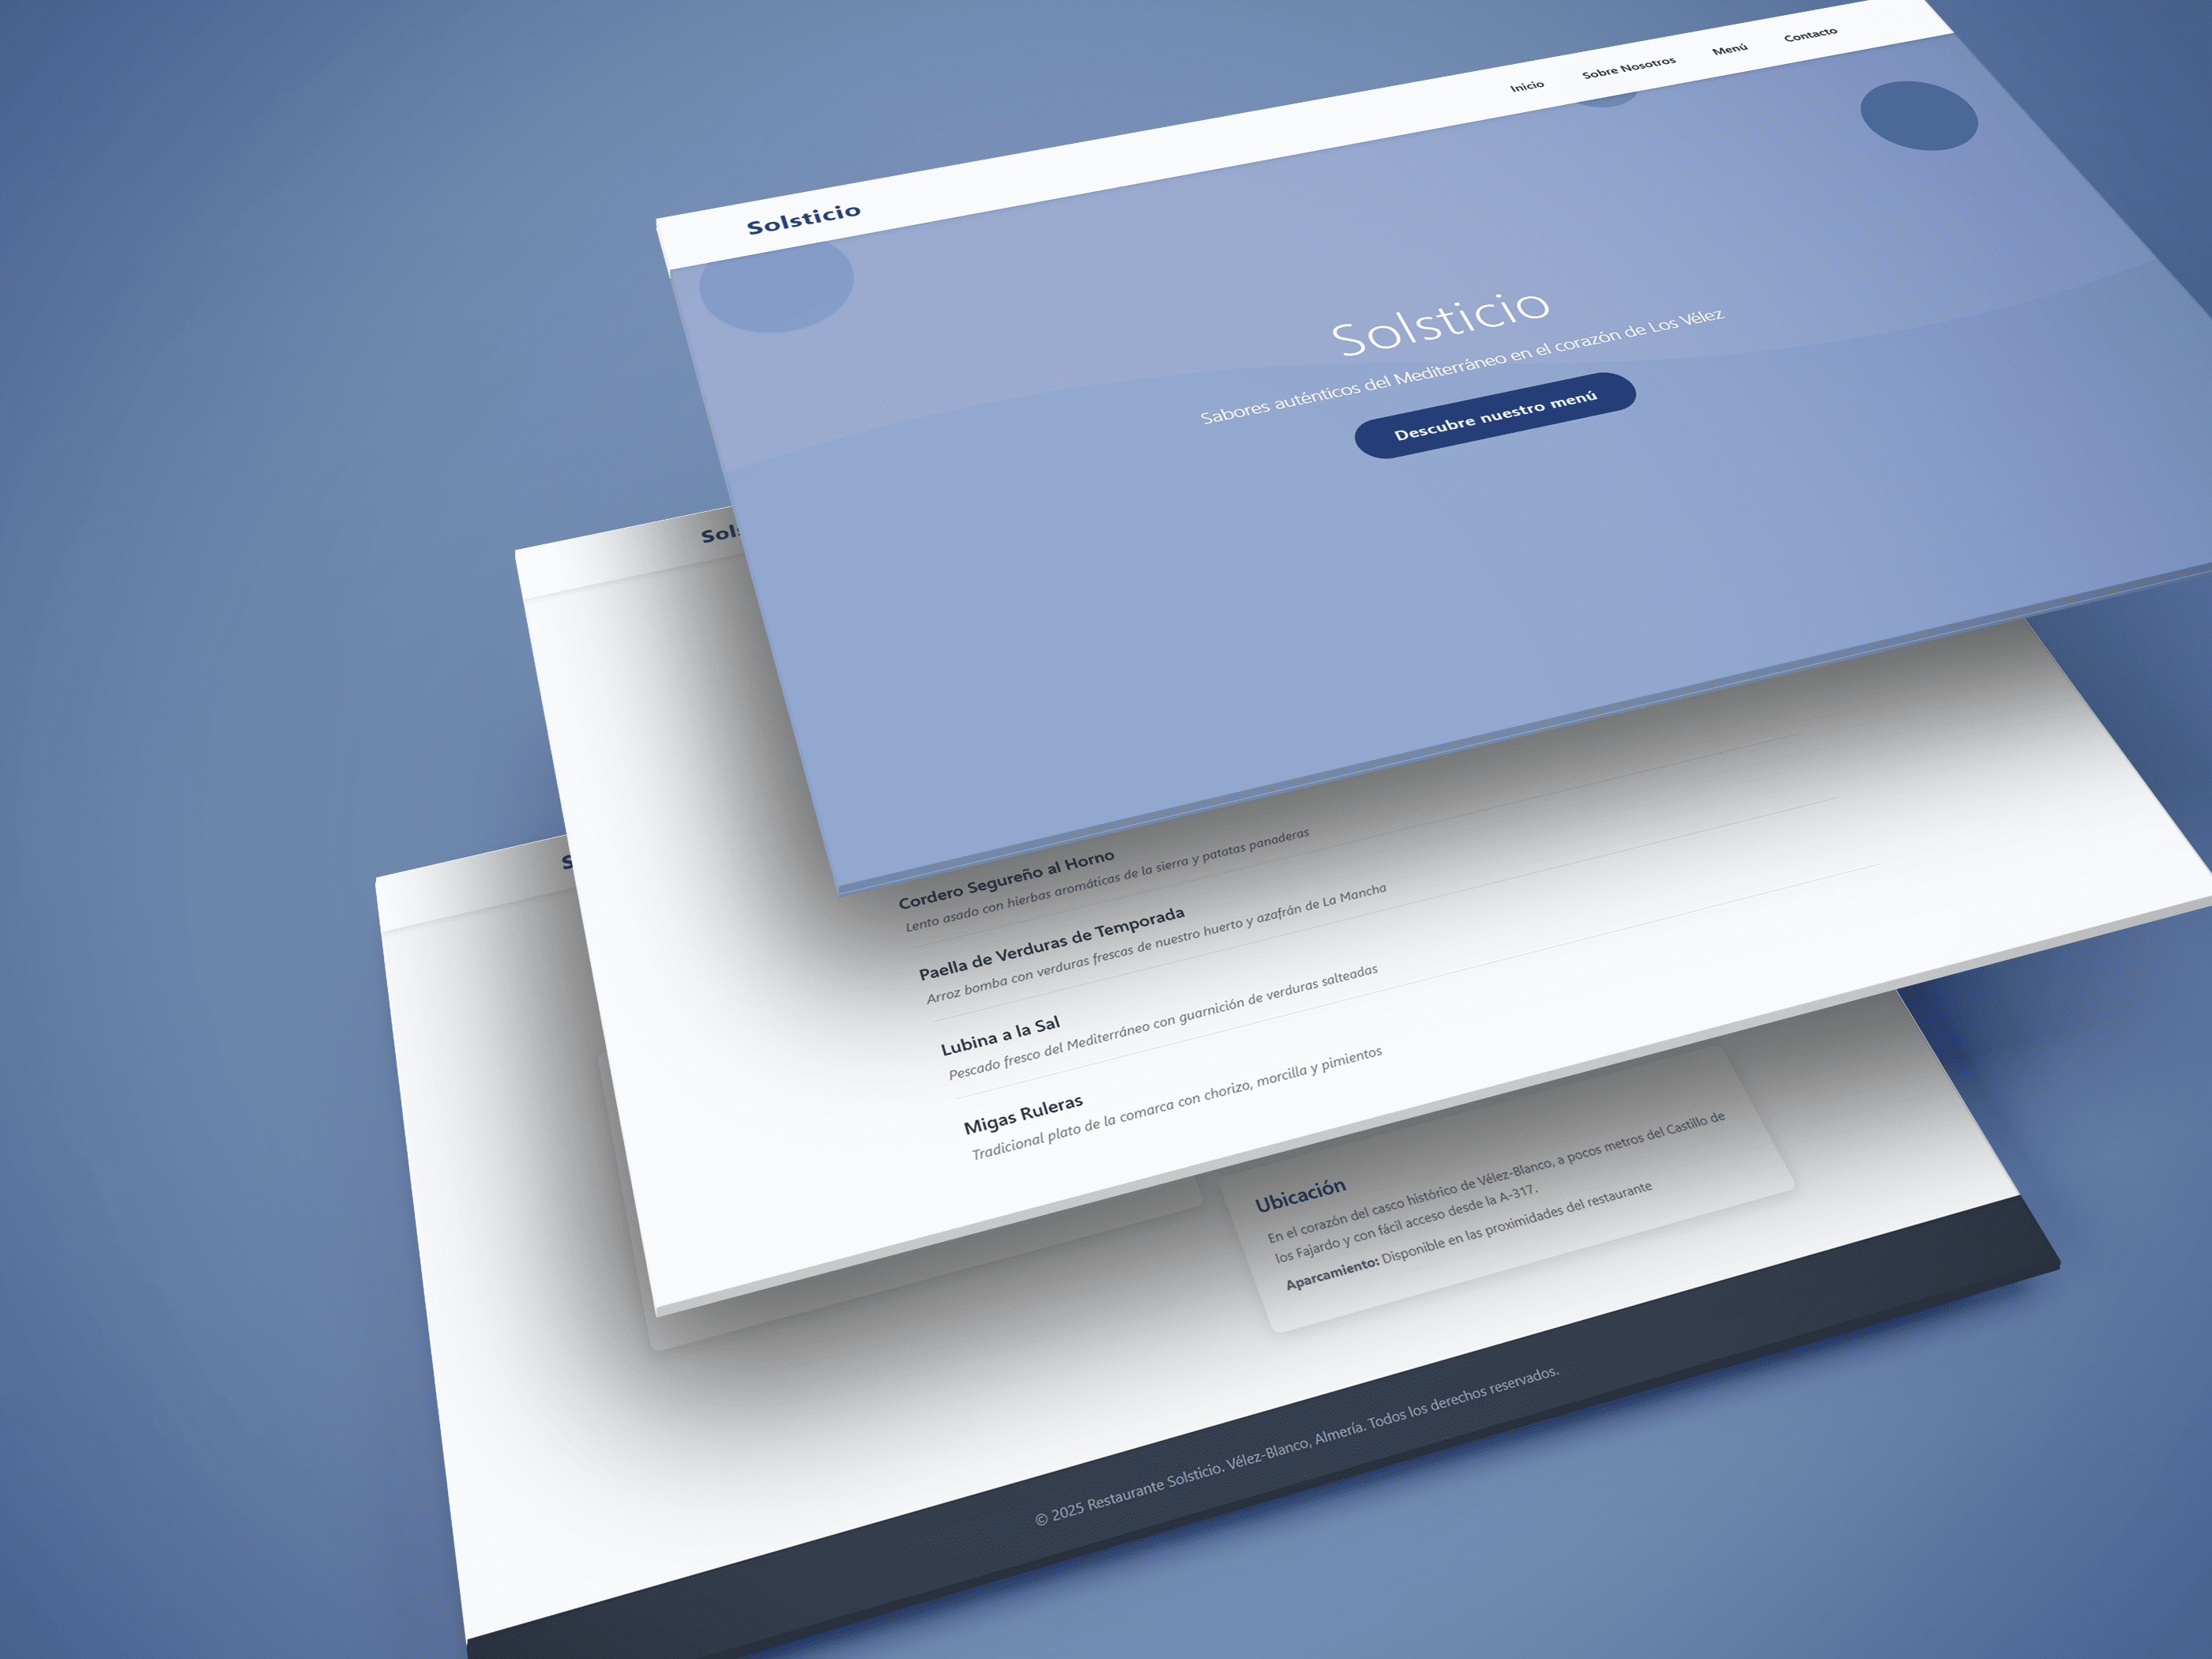 Solsticio
Inicio
Sobre Nosotros
Menú
Contacto
Solsticio
Sabores auténticos del Mediterráneo en el corazón de Los Vélez
Descubre nuestro menú
Cordero Segureño al Horno
Lento asado con hierbas aromáticas de la sierra y patatas panaderas
Paella de Verduras de Temporada
Arroz bomba con verduras frescas de nuestro huerto y azafrán de La Mancha
Lubina a la Sal
Pescado fresco del Mediterráneo con guarnición de verduras salteadas
Migas Ruleras
Tradicional plato de la comarca con chorizo, morcilla y pimientos
Ubicación
En el corazón del casco histórico de Vélez-Blanco, a pocos metros del Castillo de
los Fajardo y con fácil acceso desde la A-317.
Aparcamiento: Disponible en las proximidades del restaurante
© 2025 Restaurante Solsticio. Vélez-Blanco, Almería. Todos los derechos reservados.